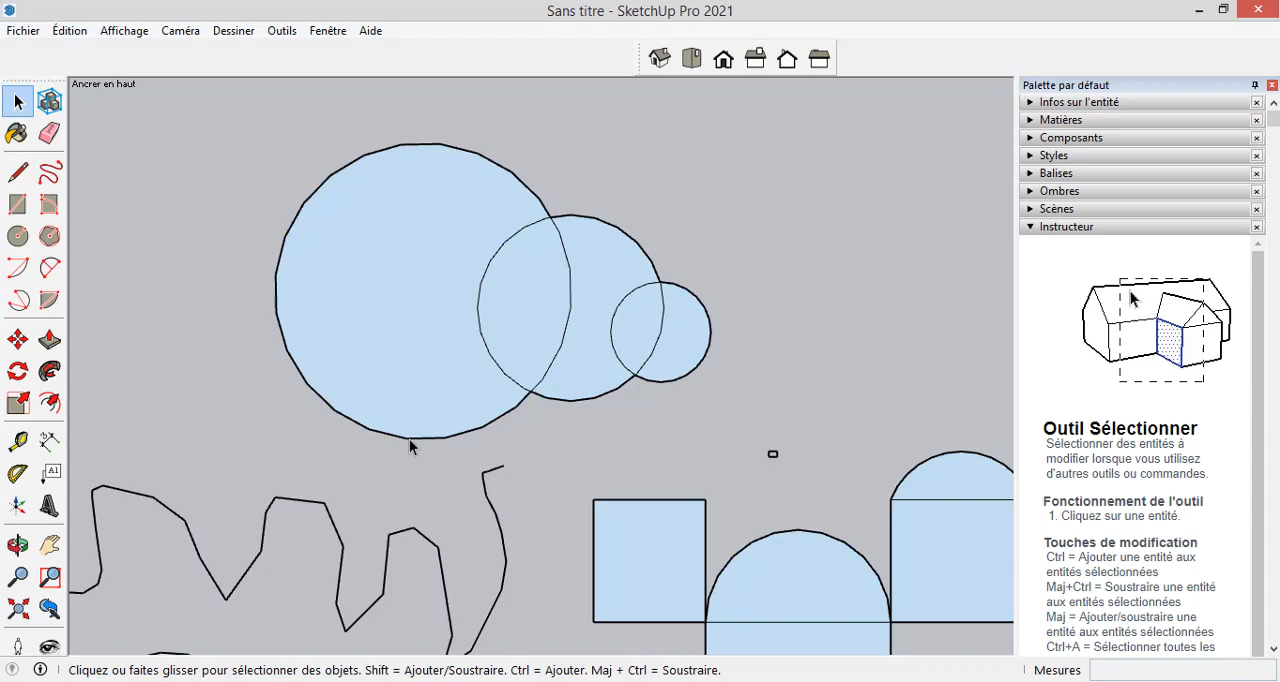 Sans titre - SketchUp Pro 2021
Fichier Édition Affichage Caméra Dessiner Outils Fenêtre Aide
Ancrer en haut
Palette par défaut
Infos sur l'entité
Matières
Composants
Styles
Balises
Ombres
Scènes
Instructeur
Outil Sélectionner
Sélectionner des entités à
modifier lorsque vous utilisez
d'autres outils ou commandes.
Fonctionnement de l'outil
1. Cliquez sur une entité.
Touches de modification
Ctrl = Ajouter une entité aux
entités sélectionnées
Maj+Ctrl = Soustraire une entité
aux entités sélectionnées
Maj = Ajouter/soustraire une
entité aux entités sélectionnées
Ctrl+A = Sélectionner toutes les
AI
Cliquez ou faites glisser pour sélectionner des objets. Shift = Ajouter/Soustraire. Ctrl = Ajouter. Maj + Ctrl = Soustraire.
Mesures